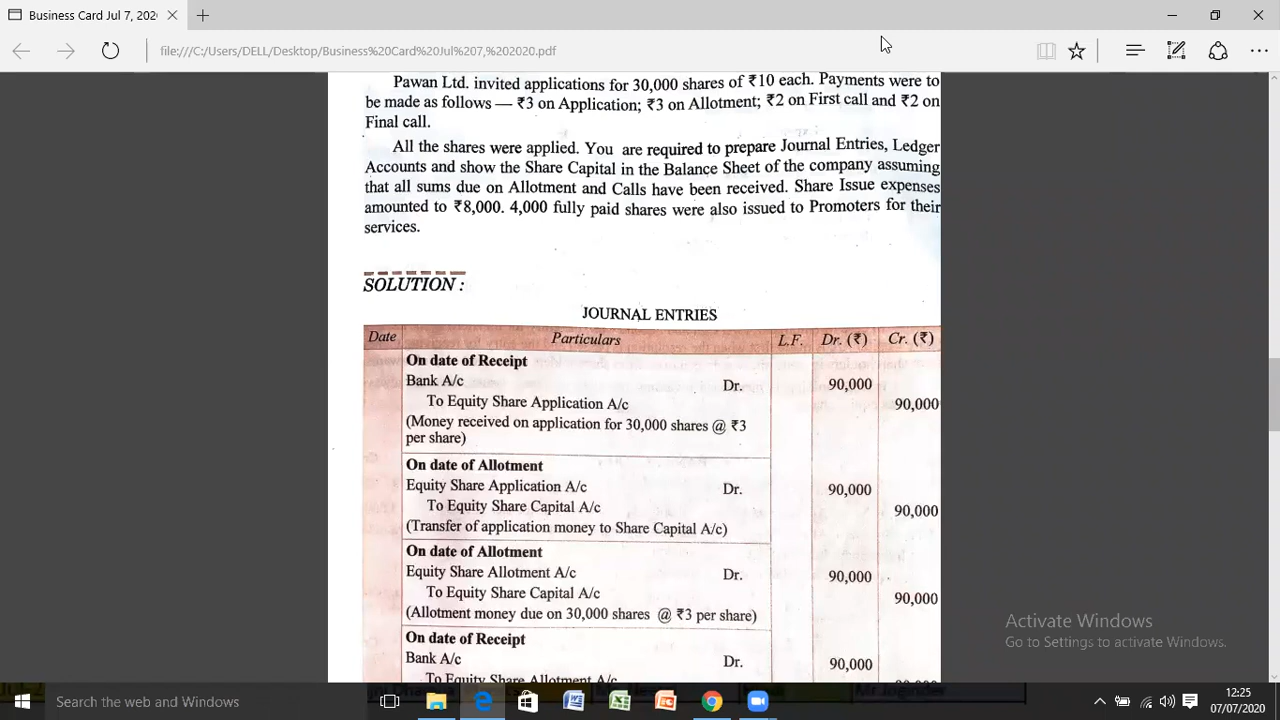 Business Card Jul 7, 202
file:///C:/Users/DELL/Desktop/Business%20Card%20Jul%207,%202020.pdf
Pawan Ltd. invited applications for 30,000 shares of ₹10 each. Payments were to
be made as follows — ₹3 on Application; ₹3 on Allotment; ₹2 on First call and ₹2 on
Final call.
All the shares were applied. You are required to prepare Journal Entries, Ledger
Accounts and show the Share Capital in the Balance Sheet of the company assuming
that all sums due on Allotment and Calls have been received. Share Issue expenses
amounted to ₹8,000. 4,000 fully paid shares were also issued to Promoters for their
services.
SOLUTION :
JOURNAL ENTRIES
Date Particulars L.F. Dr. (₹) Cr. (₹)
On date of Receipt
Bank A/c Dr. 90,000
To Equity Share Application A/c 90,000
(Money received on application for 30,000 shares @ ₹3
per share)
On date of Allotment
Equity Share Application A/c Dr. 90,000
To Equity Share Capital A/c 90,000
(Transfer of application money to Share Capital A/c)
On date of Allotment
Equity Share Allotment A/c Dr. 90,000
To Equity Share Capital A/c 90,000
(Allotment money due on 30,000 shares @ ₹3 per share)
On date of Receipt
Bank A/c Dr. 90,000
To Equity Share Allotment A/c
Activate Windows
Go to Settings to activate Windows.
Search the web and Windows
12:25
07/07/2020